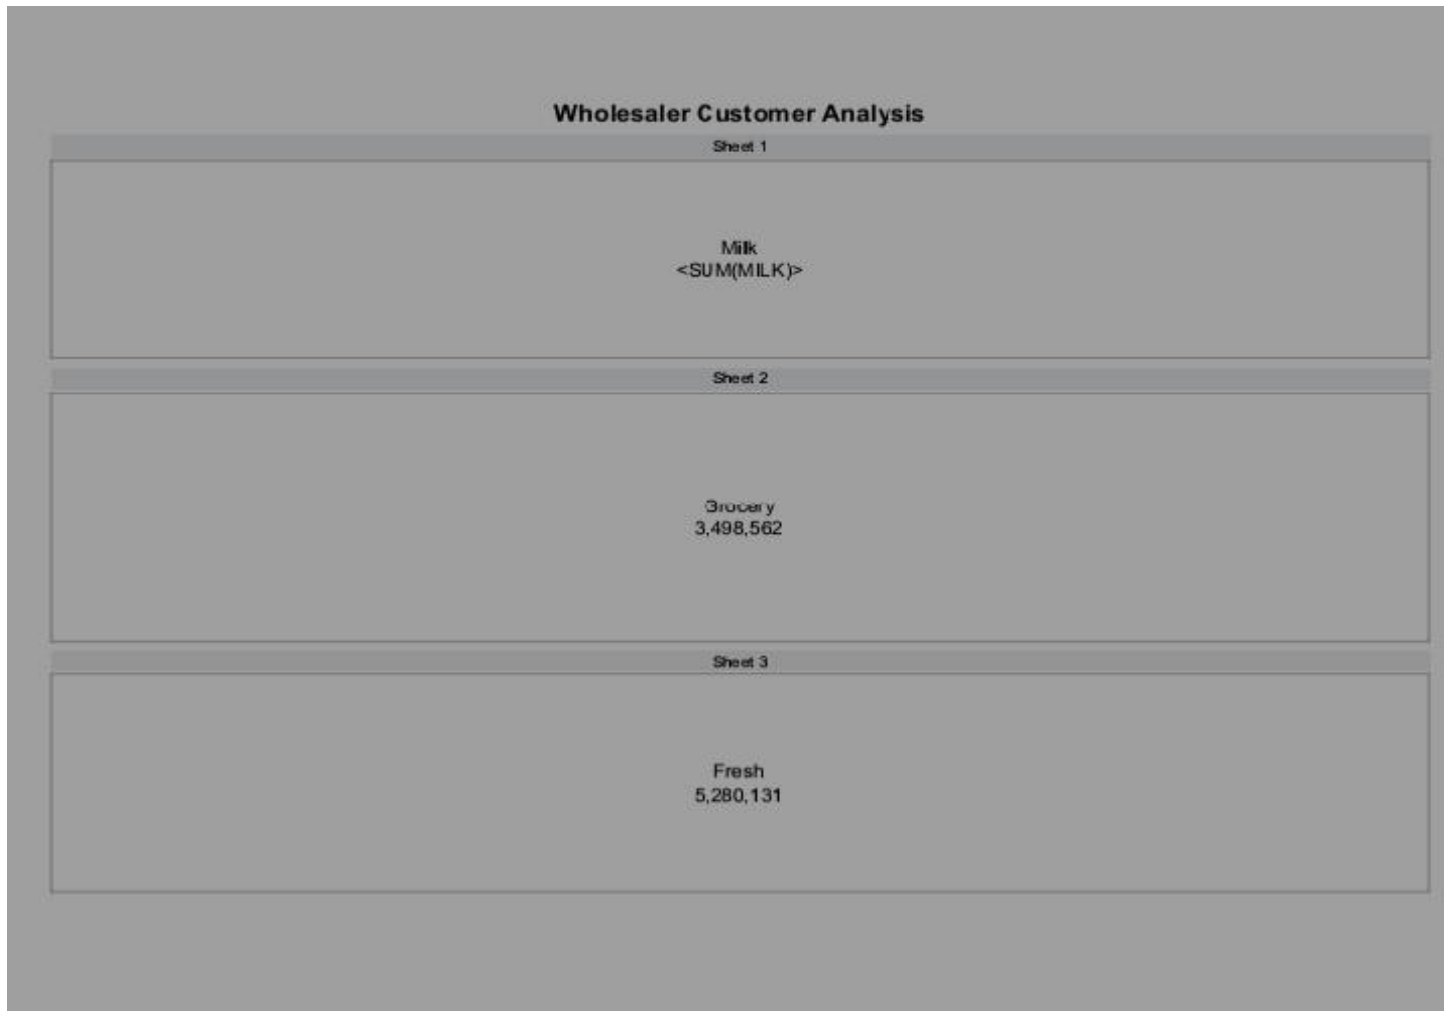 Wholesaler Customer Analysis
Sheet 1
Milk
<SUM(MILK)>
Sheet 2
Grocery
3,498,562
Sheet 3
Fresh
5,280,131